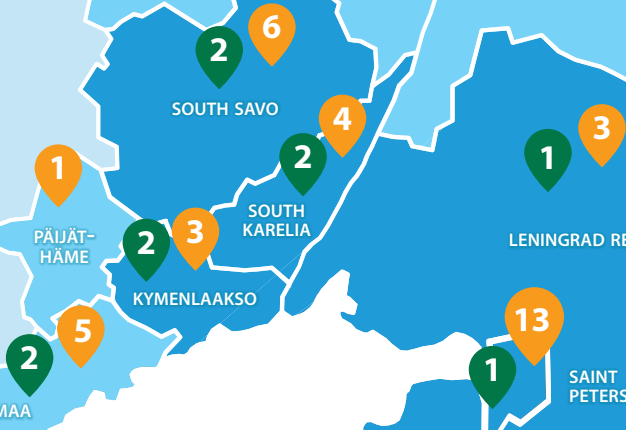 6
2
SOUTH SAVO
4
3
2
1
1
SOUTH
KARELIA
2
3
PÄIJÄT-
HÄME
LENINGRAD RE
KYMENLAAKSO
13
5
2
1
SAINT
PETERS
MAA